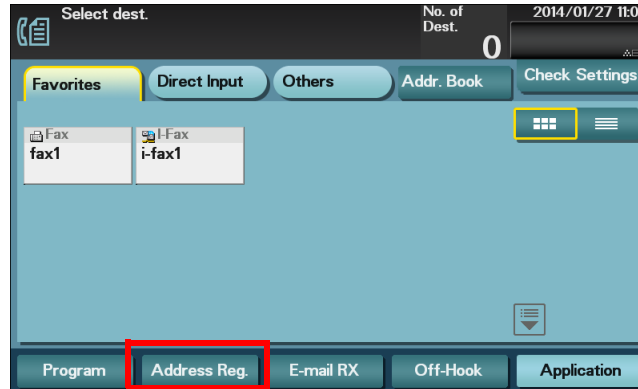 Select dest.
No. of
Dest.
0
2014/01/27 11:0
Favorites
Direct Input
Others
Addr. Book
Check Settings
Fax
fax1
I-Fax
i-fax1
Program
Address Reg.
E-mail RX
Off-Hook
Application